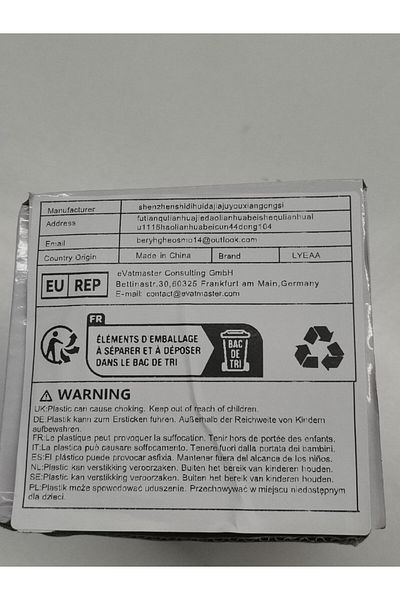 Manufacturer shenzhenshidihuidajiajuyouxiangongsi
Address futianqulianhuajiedaolianhuabeishequlianhual
u1116haolianhuabeicun44dong104
Email beryhgheosmo14@outlook.com
Country Origin Made in China Brand LYEAA
EU REP
eVatmaster Consulting GmbH
Bettinastr.30,60325 Frankfurt am Main,Germany
E-mail: contact@evatmaster.com
FR
ÉLÉMENTS D'EMBALLAGE
À SÉPARER ET À DÉPOSER
DANS LE BAC DE TRI
BAC
DE
TRI
WARNING
UK:Plastic can cause choking. Keep out of reach of children.
DE:Plastik kann zum Ersticken fuhren. Außerhalb der Reichweite von Kindern
aufbewahren.
FR:Le plastique peut provoquer la suffocation. Tenir hors de portée des enfants.
IT:La plastica può causare soffocamento. Tenere fuori dalla portata dei bambini.
ES:El plástico puede provocar asfixia. Mantener fuera del alcance de los niños.
NL:Plastic kan verstikking veroorzaken. Buiten het bereik van kinderen houden.
SE:Plastic kan verstikking veroorzaken. Buiten het bereik van kinderen houden.
PL:Plastik może spowodować uduszenie. Przechowywać w miejscu niedostępnym
dla dzieci.